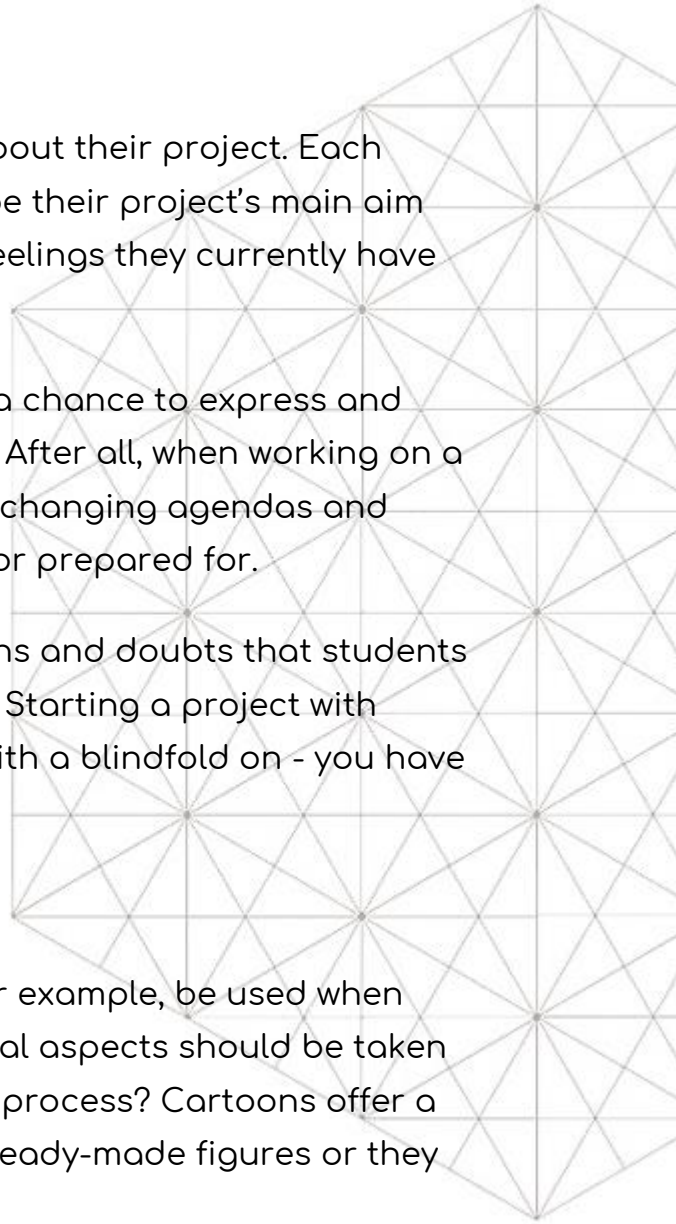 bout their project. Each
be their project's main aim
eelings they currently have
a chance to express and
After all, when working on a
changing agendas and
or prepared for.
ns and doubts that students
Starting a project with
ith a blindfold on - you have
r example, be used when
al aspects should be taken
process? Cartoons offer a
eady-made figures or they